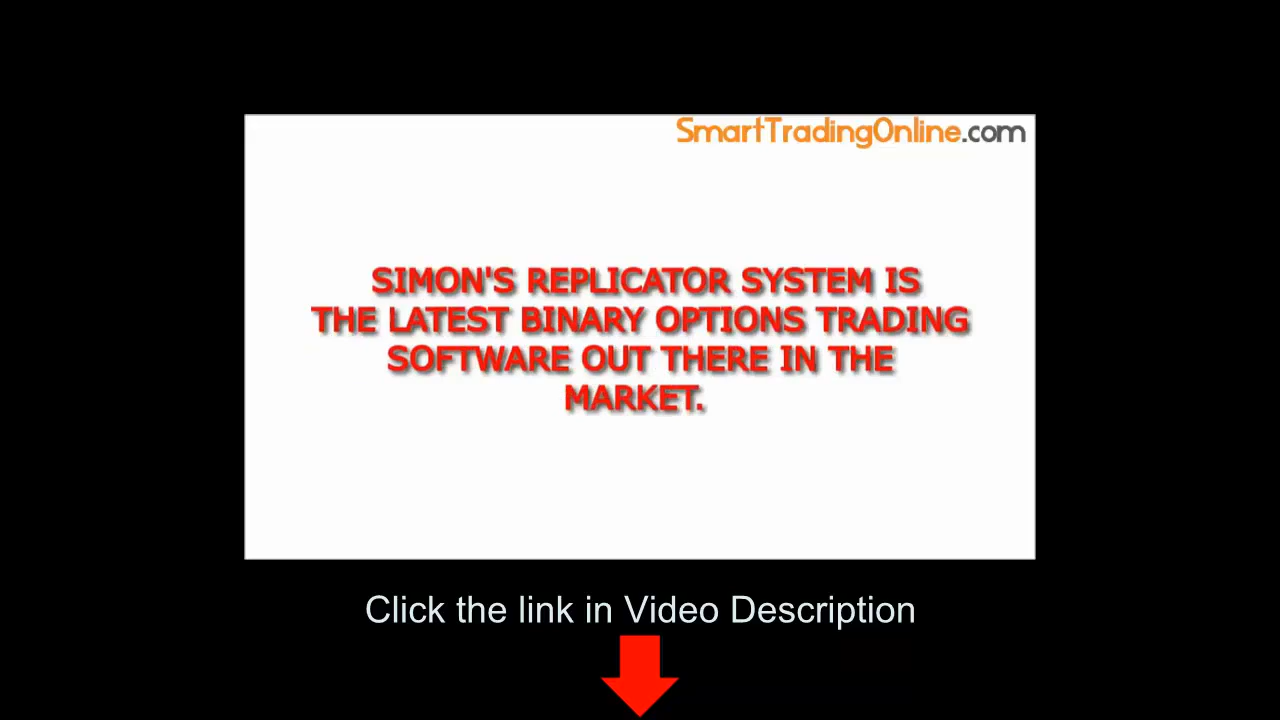 SmartTradingOnline.com
SIMON'S REPLICATOR SYSTEM IS
THE LATEST BINARY OPTIONS TRADING
SOFTWARE OUT THERE IN THE
MARKET.
Click the link in Video Description